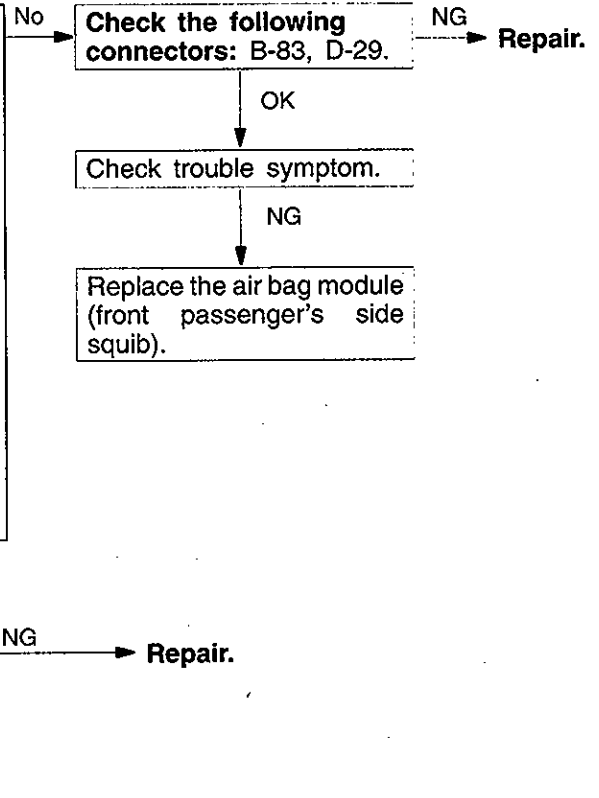 No
Check the following
connectors: B-83, D-29.
NG
Repair.
OK
Check trouble symptom.
NG
Replace the air bag module
(front passenger's side
squib).
NG
Repair.